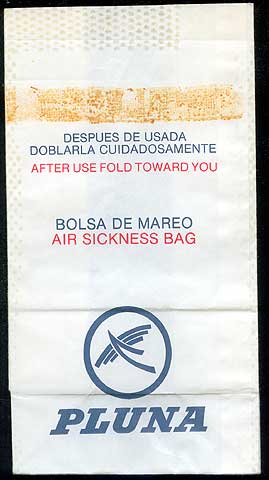 DESPUES DE USADA
DOBLARLA CUIDADOSAMENTE
AFTER USE FOLD TOWARD YOU
BOLSA DE MAREO
AIR SICKNESS BAG
PLUNA